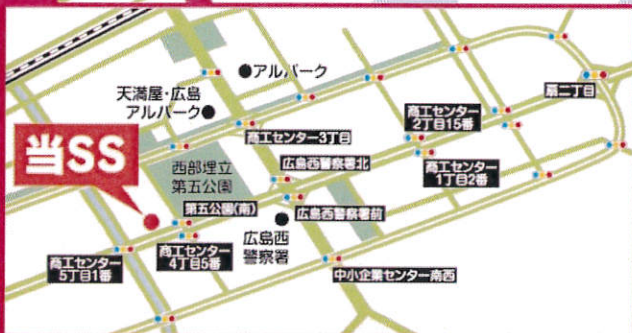 アルパーク
天満屋・広島
アルパーク
扇二丁目
商工センター
2丁目15番
商工センター3丁目
当SS
西部埋立
第五公園
広島西警察署北
商工センター
1丁目2番
第五公園(南)
広島西警察署前
広島西
警察署
商工センター
5丁目1番
商工センター
4丁目5番
中小企業センター南西